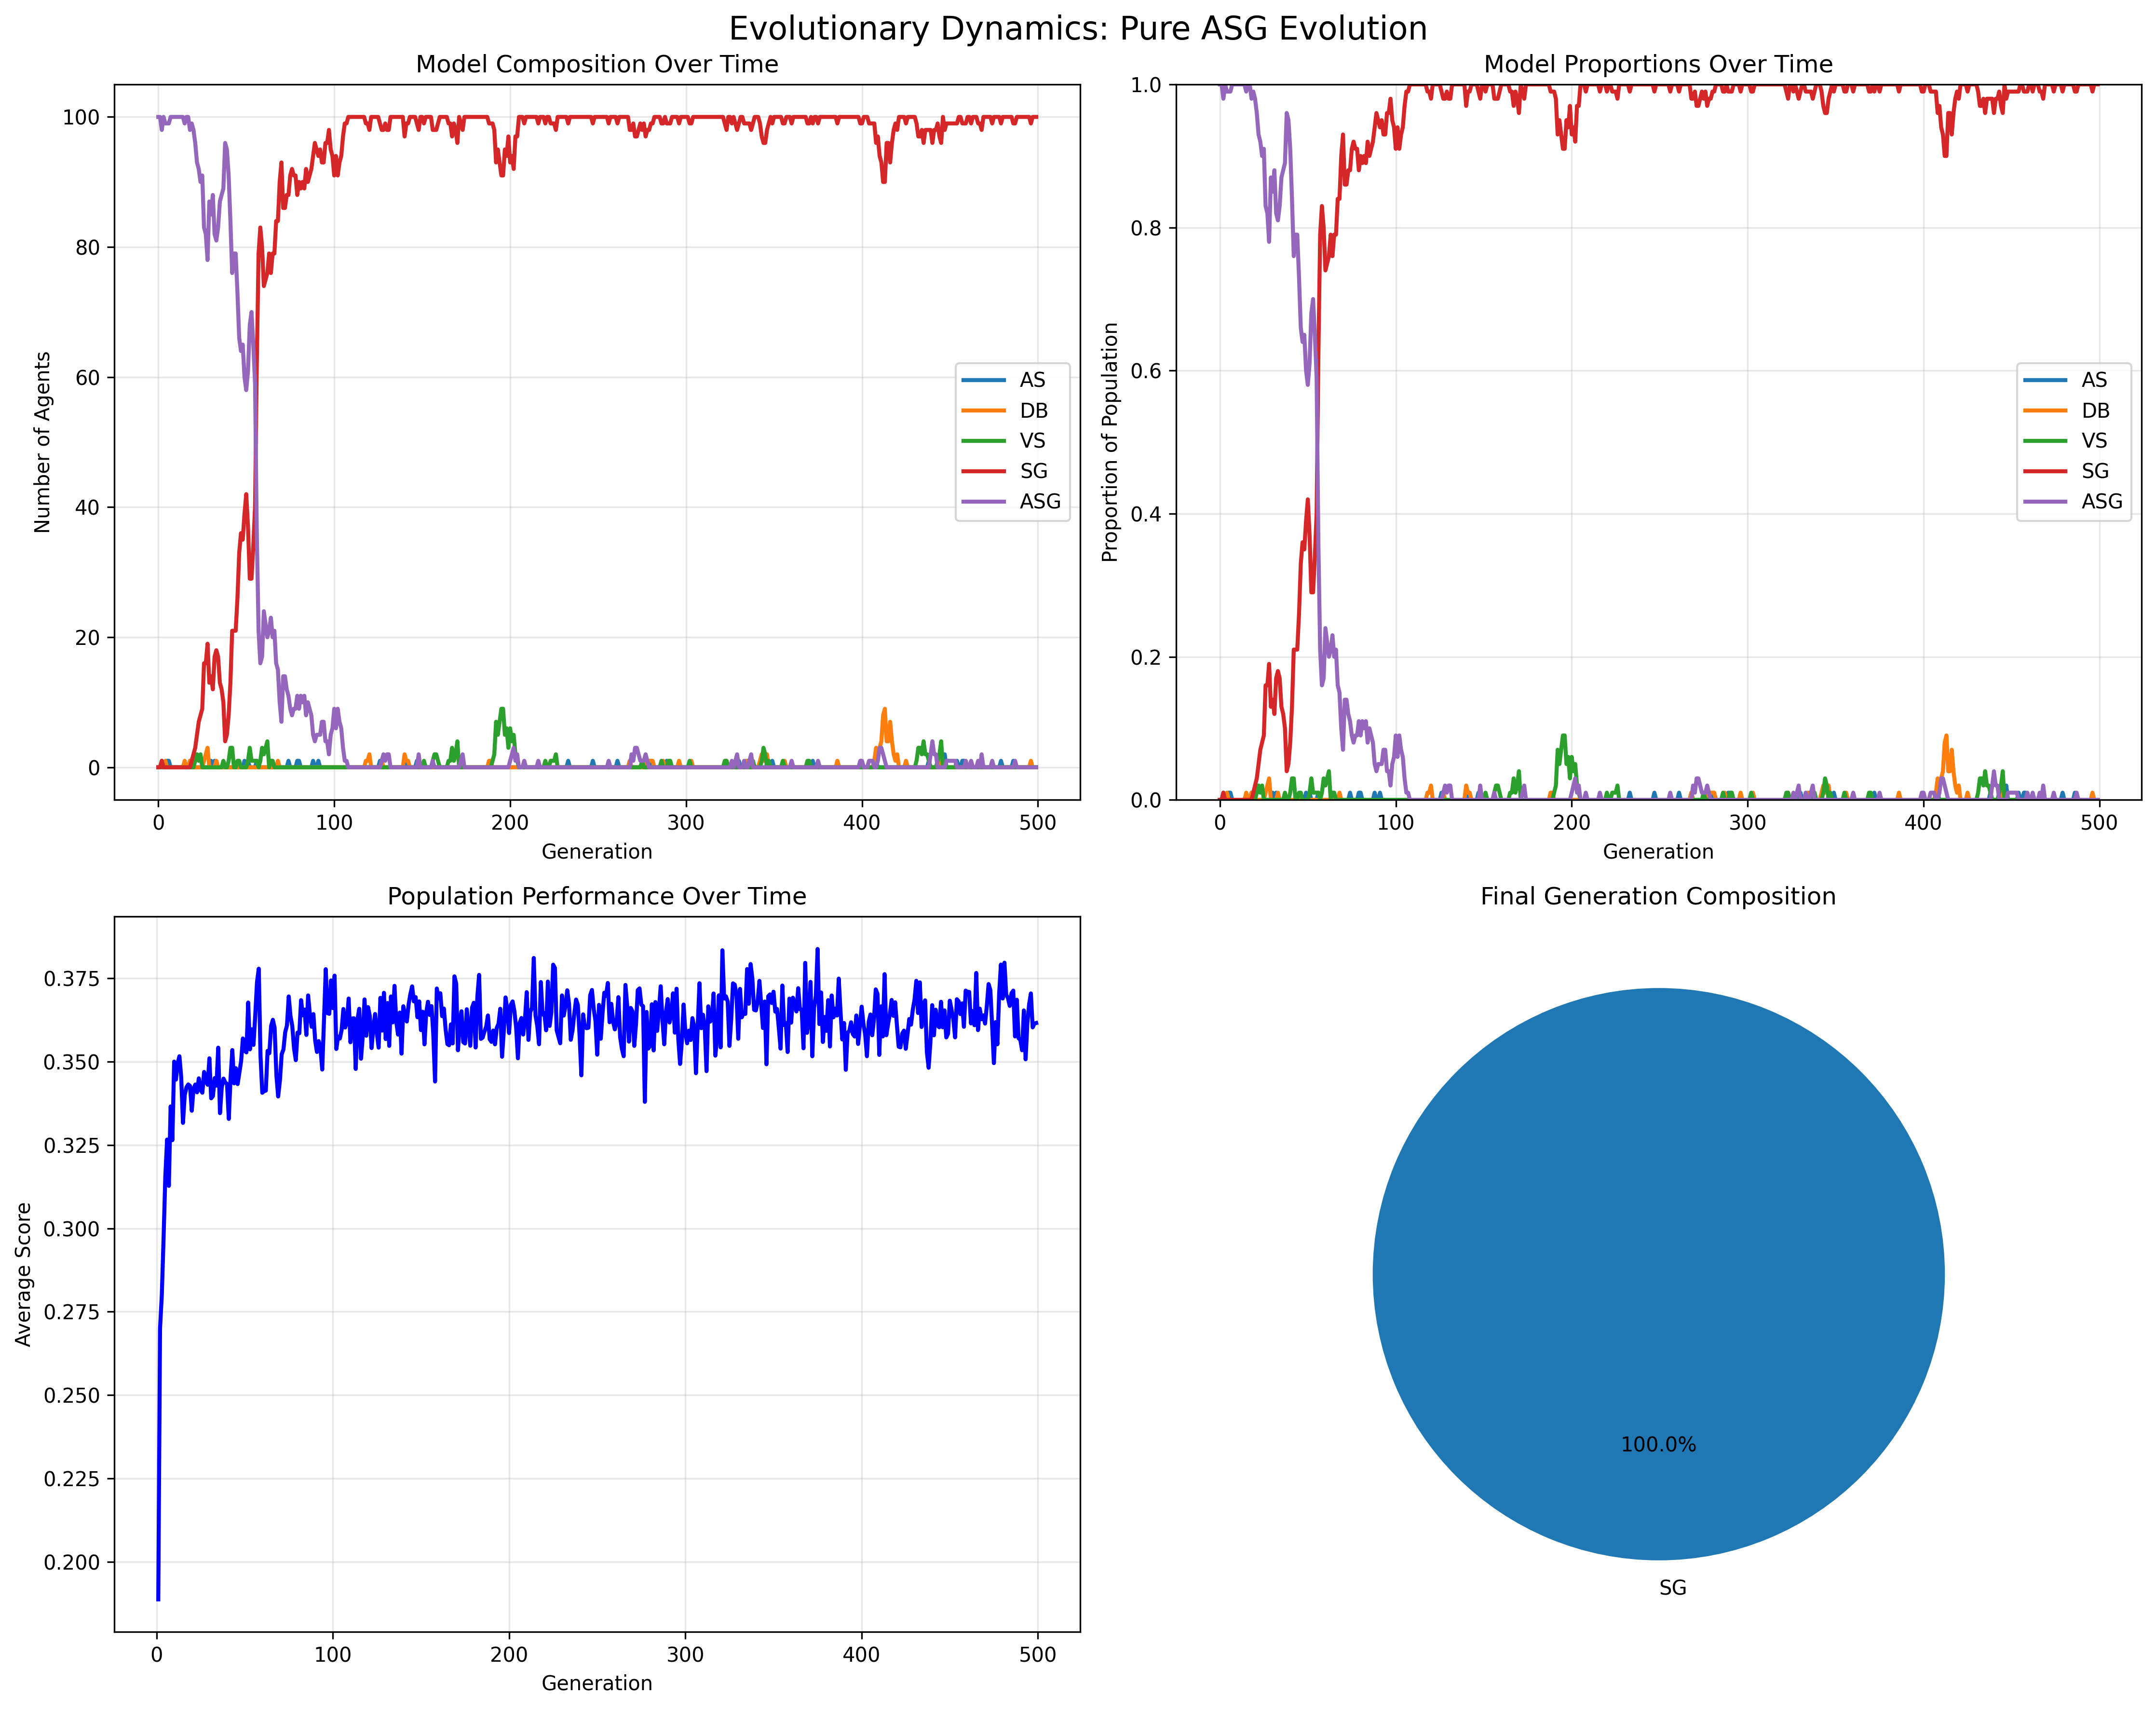 Evolutionary Dynamics: Pure ASG Evolution
Model Composition Over Time
Number of Agents
100
80
60
40
20
0
0 100 200 300 400 500
Generation
AS
DB
VS
SG
ASG
Model Proportions Over Time
Proportion of Population
1.0
0.8
0.6
0.4
0.2
0.0
0 100 200 300 400 500
Generation
AS
DB
VS
SG
ASG
Population Performance Over Time
Average Score
0.375
0.350
0.325
0.300
0.275
0.250
0.225
0.200
0 100 200 300 400 500
Generation
Final Generation Composition
100.0%
SG